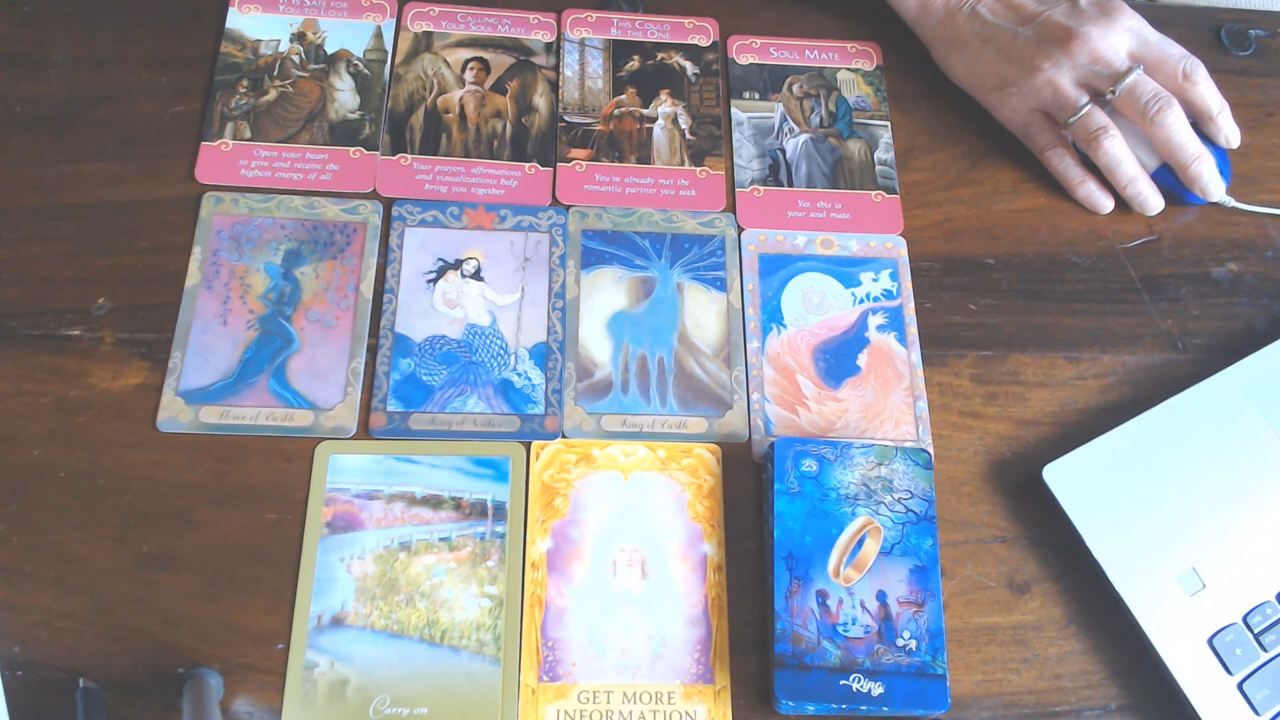 IT IS SAFE FOR
YOU TO LOVE
Open your heart
to give and receive the
highest energy of all
CALLING IN
YOUR SOUL MATE
Your prayers, affirmations,
and visualizations help
bring you together
THIS COULD
BE THE ONE
You've already met the
romantic partner you seek.
SOUL MATE
Yes, this is
your soul mate.
Three of Earth
King of Water
King of Earth
Carry on
GET MORE
INFORMATION
25
Ring